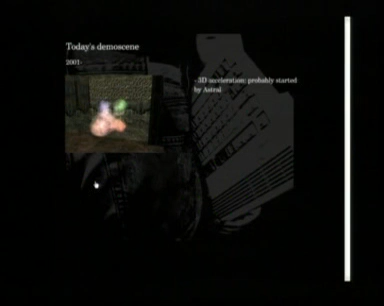 Today's demoscene
2001-
- 3D acceleration: probably started
by Astral